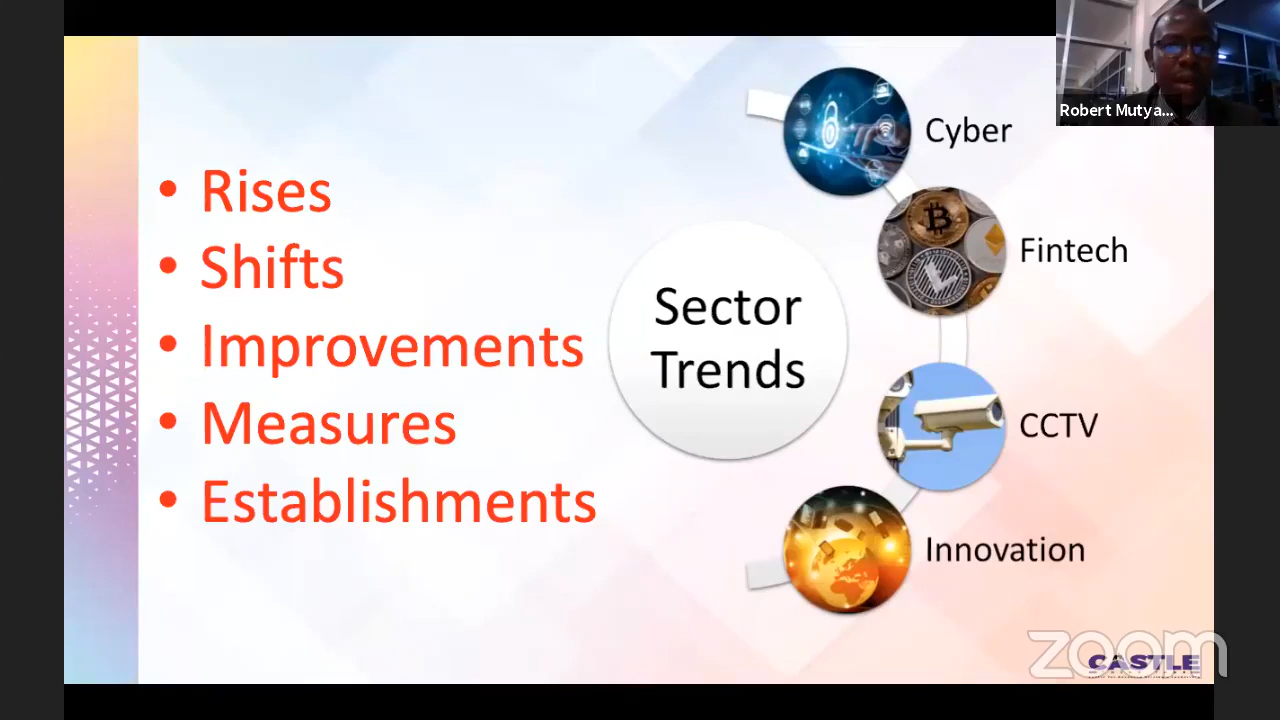 Robert Mutya...
• Rises
• Shifts
• Improvements
• Measures
• Establishments
Sector
Trends
Cyber
Fintech
CCTV
Innovation
zoom
CASTLE